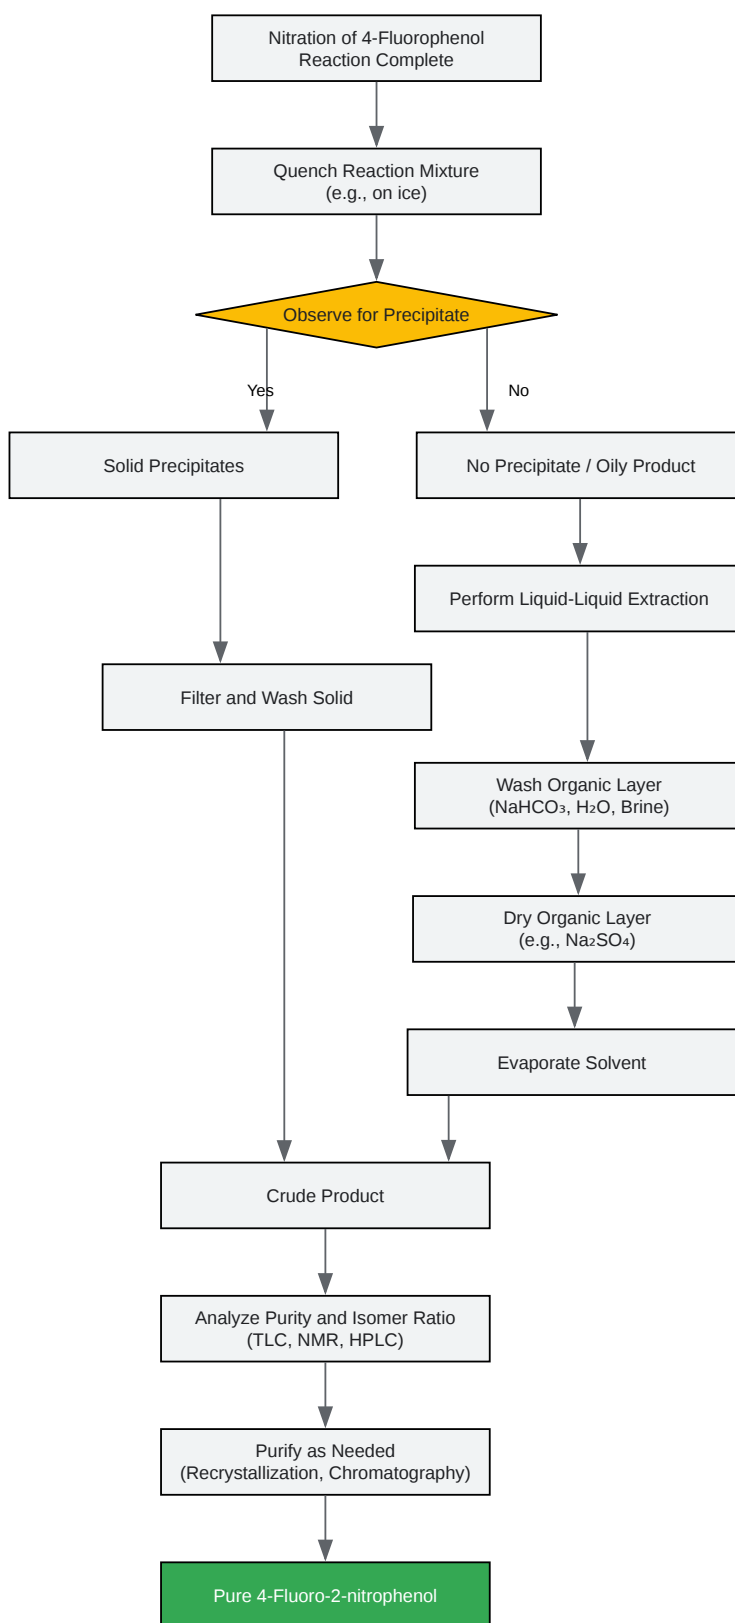 Nitration of 4-Fluorophenol
Reaction Complete
Quench Reaction Mixture
(e.g., on ice)
Observe for Precipitate
Yes
No
Solid Precipitates
No Precipitate / Oily Product
Perform Liquid-Liquid Extraction
Filter and Wash Solid
Wash Organic Layer
(NaHCO₃, H₂O, Brine)
Dry Organic Layer
(e.g., Na₂SO₄)
Evaporate Solvent
Crude Product
Analyze Purity and Isomer Ratio
(TLC, NMR, HPLC)
Purify as Needed
(Recrystallization, Chromatography)
Pure 4-Fluoro-2-nitrophenol